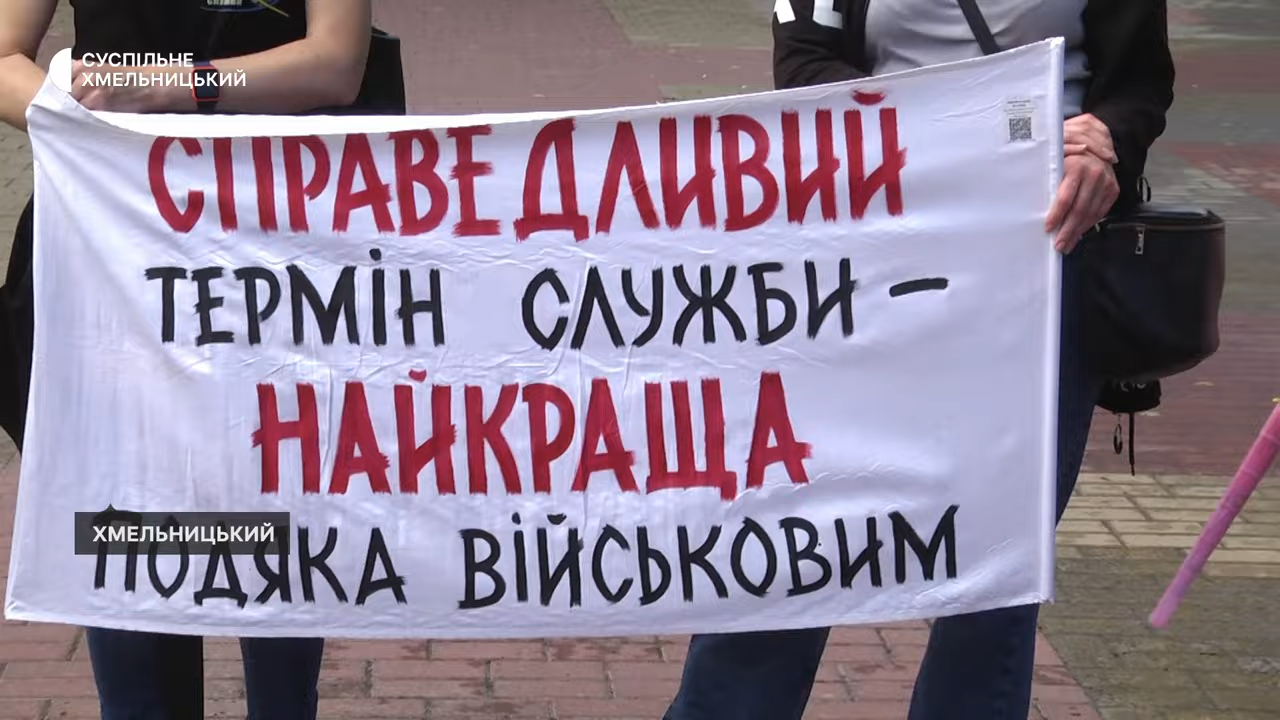 СУСПІЛЬНЕ
ХМЕЛЬНИЦЬКИЙ
СПРАВЕДЛИВИЙ
ТЕРМІН СЛУЖБИ –
НАЙКРАЩА
ПОДЯКА ВІЙСЬКОВИМ
ХМЕЛЬНИЦЬКИЙ